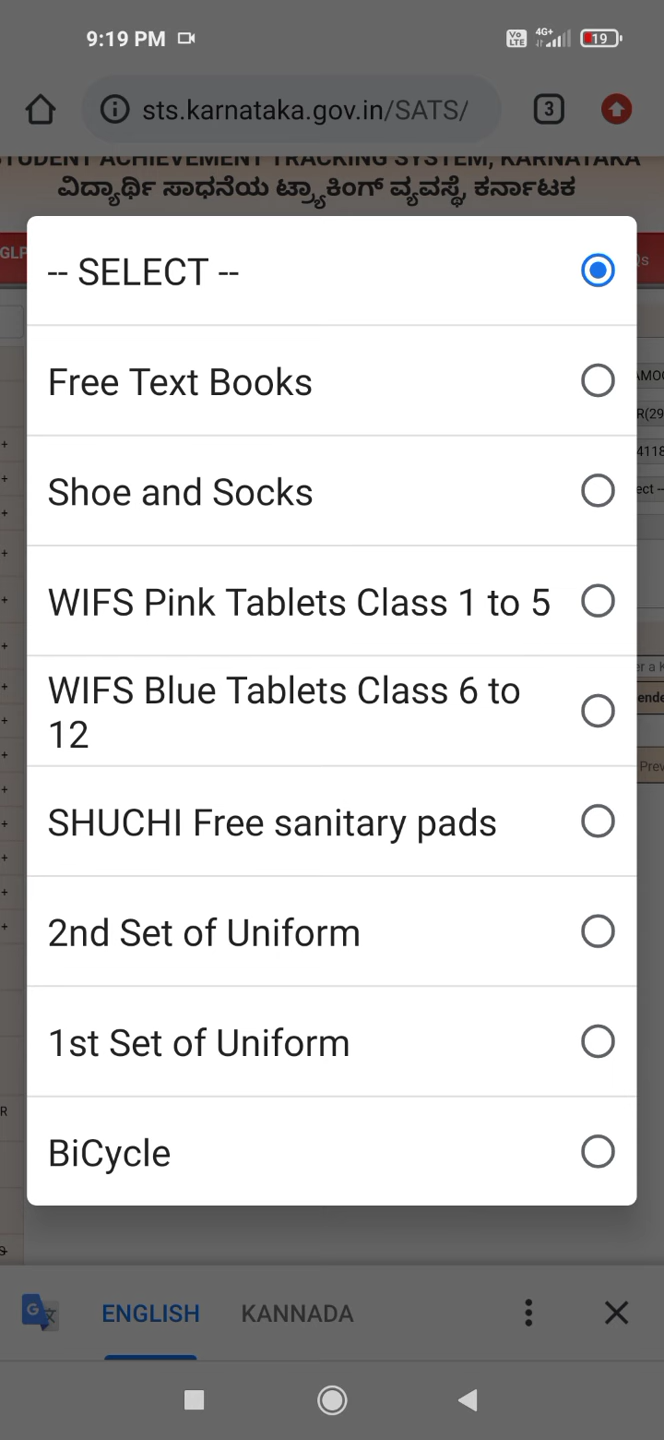 9:19 PM
Vo LTE
4G+
19
sts.karnataka.gov.in/SATS/
3
STUDENT ACHIEVEMENT TRACKING SYSTEM, KARNATAKA
ವಿದ್ಯಾರ್ಥಿ ಸಾಧನೆಯ ಟ್ರ್ಯಾಕಿಂಗ್ ವ್ಯವಸ್ಥೆ, ಕರ್ನಾಟಕ
-- SELECT --
Free Text Books
Shoe and Socks
WIFS Pink Tablets Class 1 to 5
WIFS Blue Tablets Class 6 to
12
SHUCHI Free sanitary pads
2nd Set of Uniform
1st Set of Uniform
BiCycle
ENGLISH KANNADA